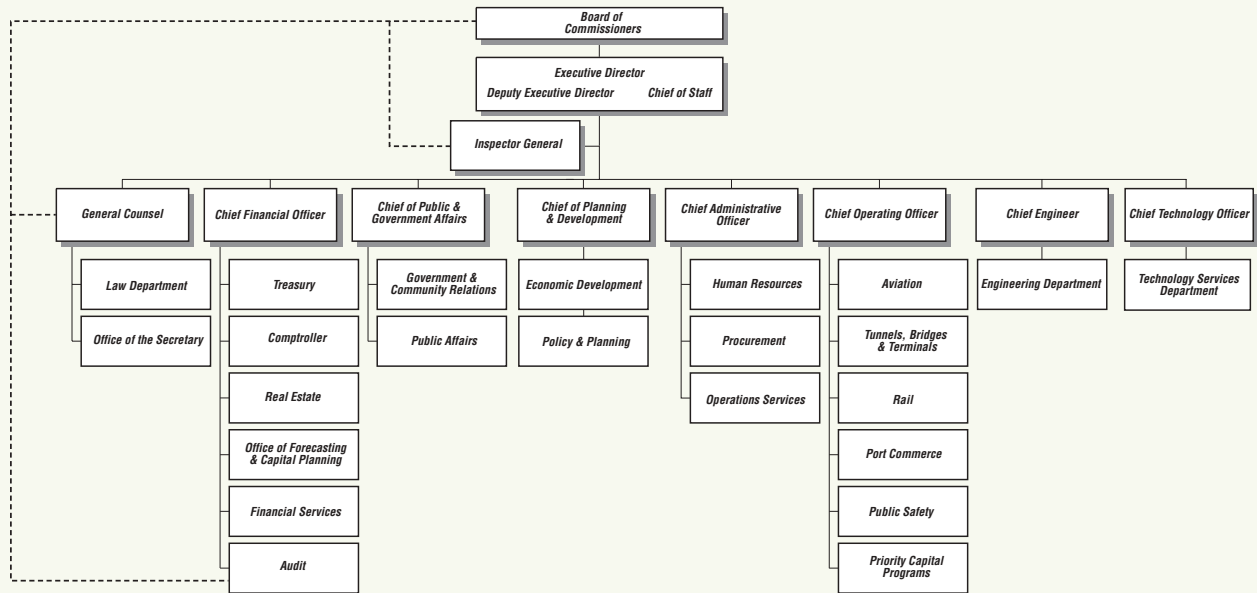 Board of
Commissioners
Executive Director
Deputy Executive Director Chief of Staff
Inspector General
General Counsel
Chief Financial Officer
Chief of Public &
Government Affairs
Chief of Planning
& Development
Chief Administrative
Officer
Chief Operating Officer
Chief Engineer
Chief Technology Officer
Law Department
Office of the Secretary
Treasury
Comptroller
Real Estate
Office of Forecasting
& Capital Planning
Financial Services
Audit
Government &
Community Relations
Public Affairs
Economic Development
Policy & Planning
Human Resources
Procurement
Operations Services
Aviation
Tunnels, Bridges
& Terminals
Rail
Port Commerce
Public Safety
Priority Capital
Programs
Engineering Department
Technology Services
Department